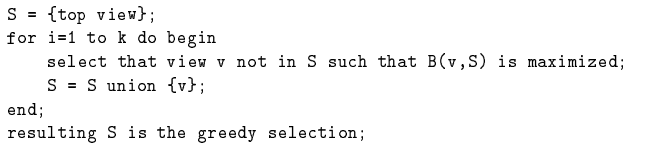 S = {top view};
for i=1 to k do begin
    select that view v not in S such that B(v,S) is maximized;
    S = S union {v};
end;
resulting S is the greedy selection;